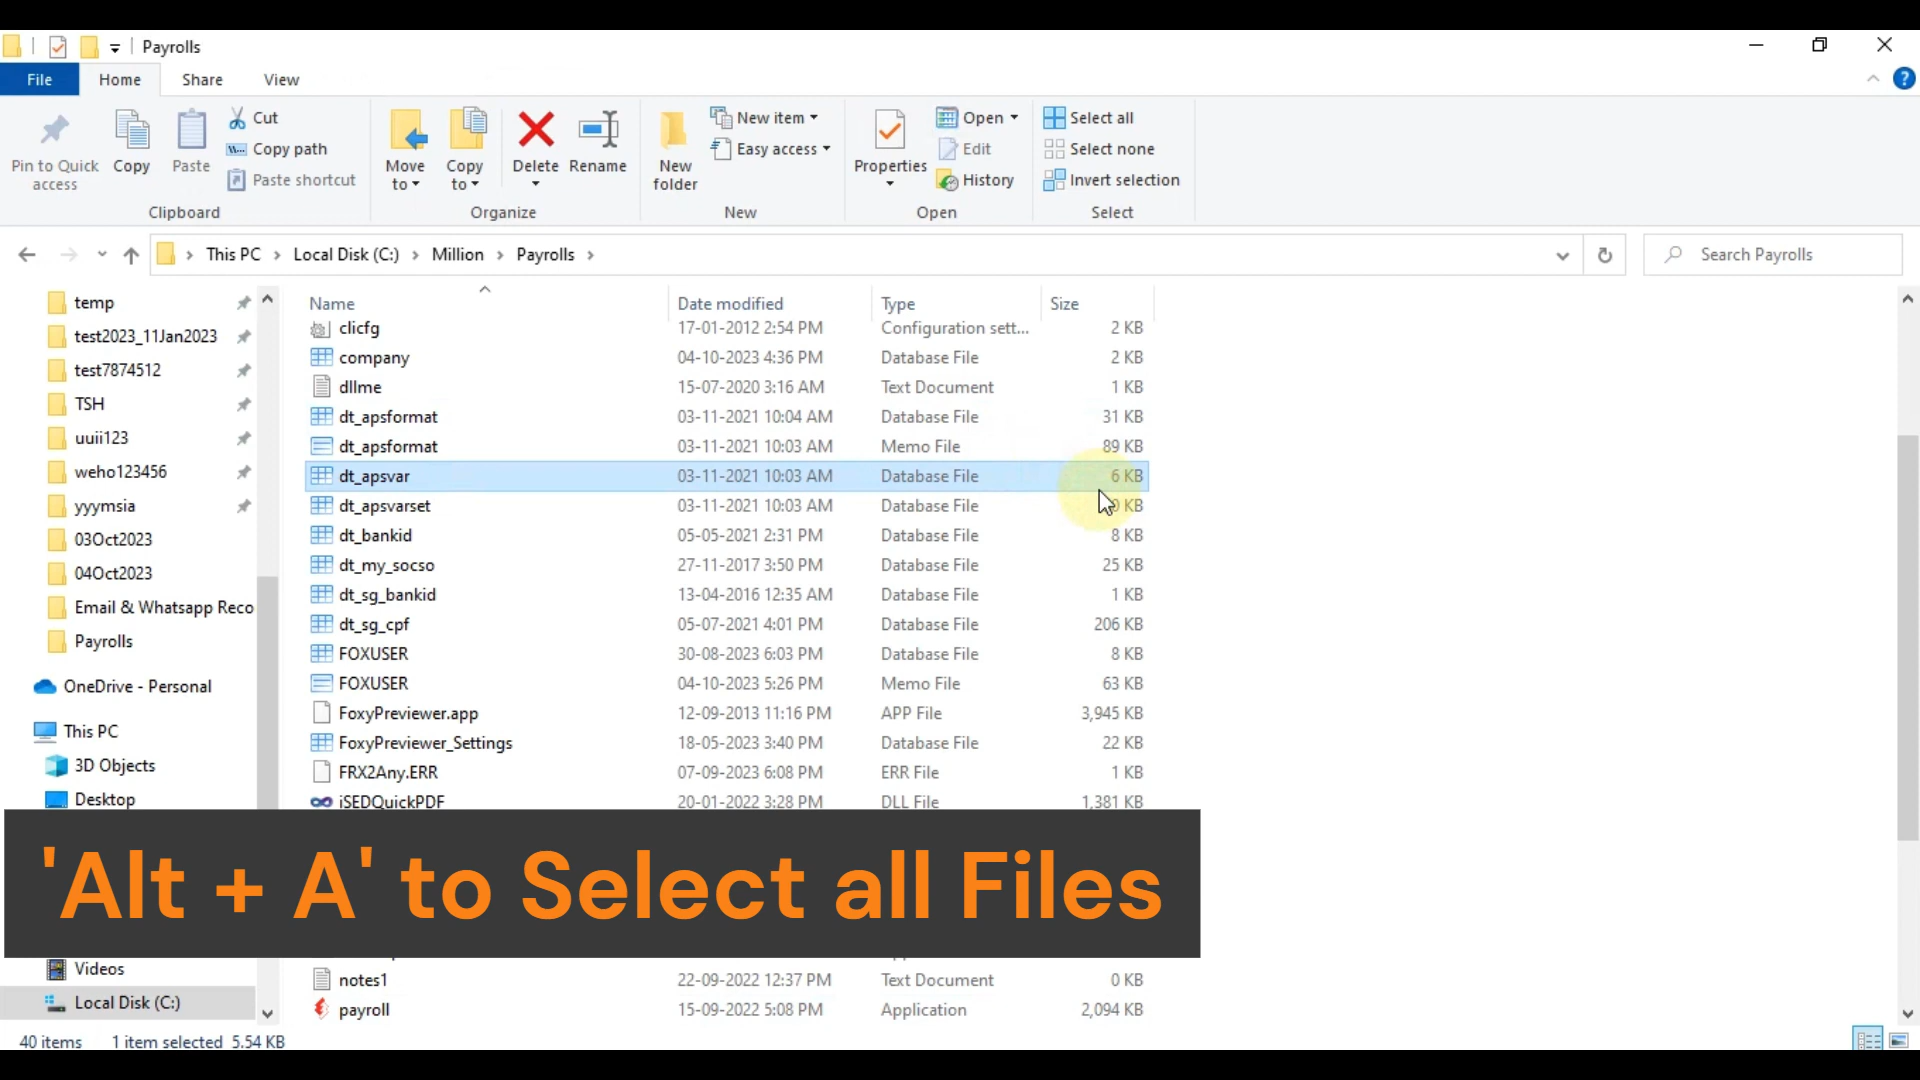 Payrolls
File Home Share View
Pin to Quick access
Copy
Paste
Cut
Copy path
Paste shortcut
Clipboard
Move to
Copy to
Delete
Rename
Organize
New folder
New item
Easy access
New
Properties
Open
Edit
History
Open
Select all
Select none
Invert selection
Select
This PC > Local Disk (C:) > Million > Payrolls >
Search Payrolls
temp
test2023_11Jan2023
test7874512
TSH
uuii123
weho123456
yyymsia
03Oct2023
04Oct2023
Email & Whatsapp Reco
Payrolls
OneDrive - Personal
This PC
3D Objects
Desktop
Videos
Local Disk (C:)
Name Date modified Type Size
clicfg 17-01-2012 2:54 PM Configuration sett... 2 KB
company 04-10-2023 4:36 PM Database File 2 KB
dllme 15-07-2020 3:16 AM Text Document 1 KB
dt_apsformat 03-11-2021 10:04 AM Database File 31 KB
dt_apsformat 03-11-2021 10:03 AM Memo File 89 KB
dt_apsvar 03-11-2021 10:03 AM Database File 6 KB
dt_apsvarset 03-11-2021 10:03 AM Database File KB
dt_bankid 05-05-2021 2:31 PM Database File 8 KB
dt_my_socso 27-11-2017 3:50 PM Database File 25 KB
dt_sg_bankid 13-04-2016 12:35 AM Database File 1 KB
dt_sg_cpf 05-07-2021 4:01 PM Database File 206 KB
FOXUSER 30-08-2023 6:03 PM Database File 8 KB
FOXUSER 04-10-2023 5:26 PM Memo File 63 KB
FoxyPreviewer.app 12-09-2013 11:16 PM APP File 3,945 KB
FoxyPreviewer_Settings 18-05-2023 3:40 PM Database File 22 KB
FRX2Any.ERR 07-09-2023 6:08 PM ERR File 1 KB
iSEDQuickPDF 20-01-2022 3:28 PM DLL File 1,381 KB
'Alt + A' to Select all Files
notes1 22-09-2022 12:37 PM Text Document 0 KB
payroll 15-09-2022 5:08 PM Application 2,094 KB
40 items 1 item selected 5.54 KB